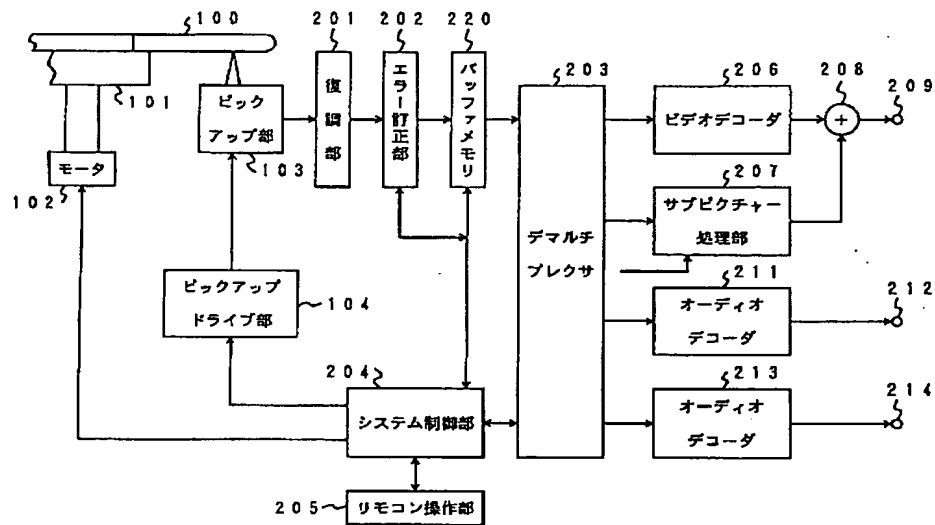 100
201
202
220
203
206
208
209
101
ピック
アップ部
103
復調部
エラー訂正部
バッファメモリ
ビデオデコーダ
モータ
102
207
サブピクチャー
処理部
デマルチ
プレクサ
ピックアップ
ドライブ部
104
211
オーディオ
デコーダ
212
204
システム制御部
213
オーディオ
デコーダ
214
205
リモコン操作部
+